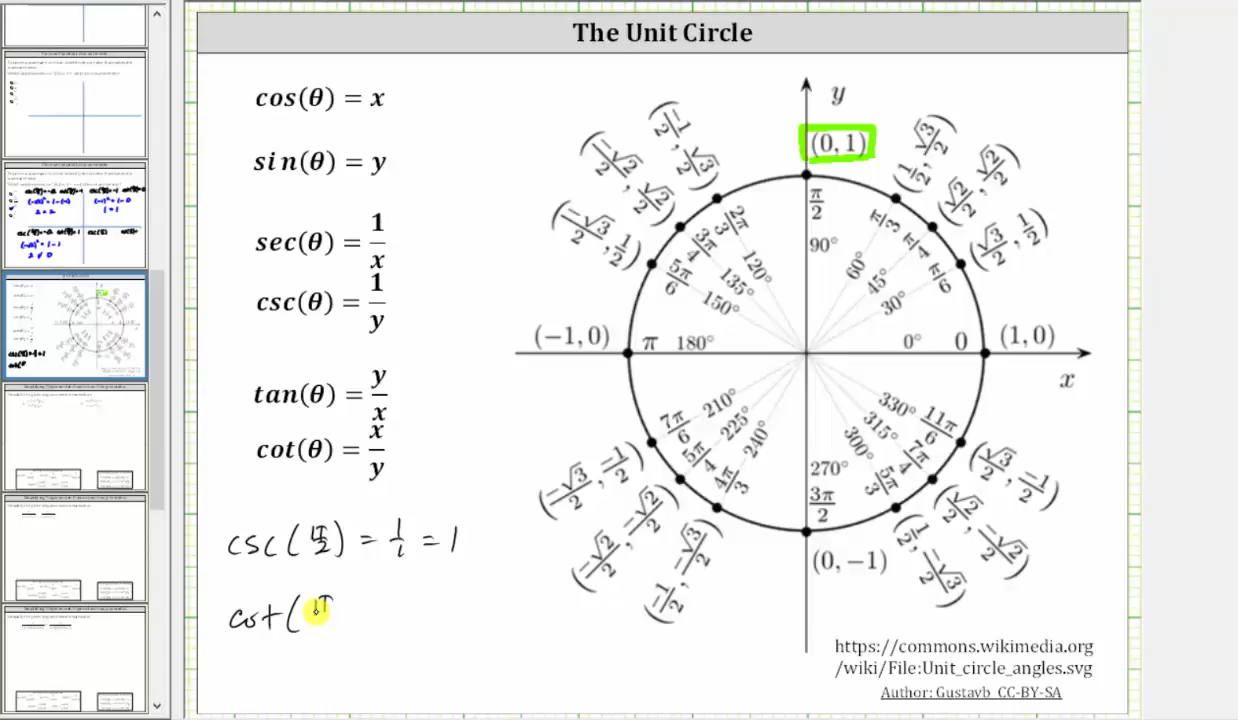 The Unit Circle
cos(θ) = x
sin(θ) = y
sec(θ) = 1/x
csc(θ) = 1/y
tan(θ) = y/x
cot(θ) = x/y
csc(π/2) = 1/1 = 1
cot(π
y
(0, 1)
(-1/2, √3/2)
(-√2/2, √2/2)
(-√3/2, 1/2)
(1/2, √3/2)
(√2/2, √2/2)
(√3/2, 1/2)
π/2
90°
2π/3
120°
3π/4
135°
5π/6
150°
π/3
60°
π/4
45°
π/6
30°
(−1, 0)
π
180°
0°
0
(1, 0)
x
7π/6
210°
5π/4
225°
4π/3
240°
270°
3π/2
300°
5π/3
315°
7π/4
330°
11π/6
(-√3/2, -1/2)
(-√2/2, -√2/2)
(-1/2, -√3/2)
(0, −1)
(1/2, -√3/2)
(√2/2, -√2/2)
(√3/2, -1/2)
https://commons.wikimedia.org
/wiki/File:Unit_circle_angles.svg
Author: Gustavb CC-BY-SA